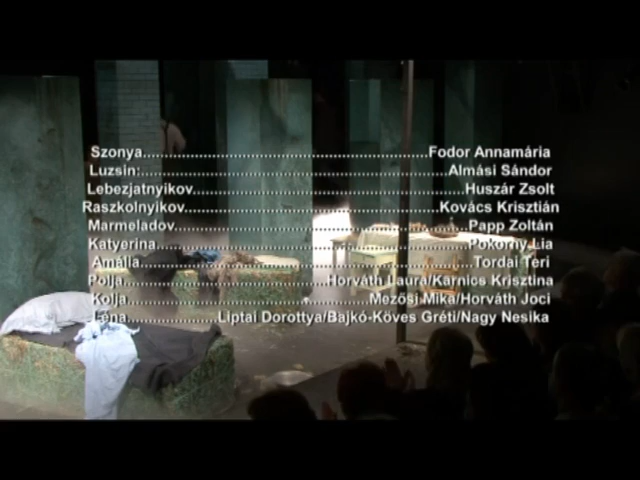 Szonya..........................................................Fodor Annamária
Luzsin:...............................................................Almási Sándor
Lebezjatnyikov.......................................................Huszár Zsolt
Raszkolnyikov..................................................Kovács Krisztián
Marmeladov..........................................................Papp Zoltán
Katyerina..............................................................Pokorny Lia
Amália....................................................................Tordai Teri
Polja.......................................Horváth Laura/Karnics Krisztina
Kolja..............................................Mezősi Mika/Horváth Joci
Léna....................Liptai Dorottya/Bajkó-Köves Gréti/Nagy Nesika